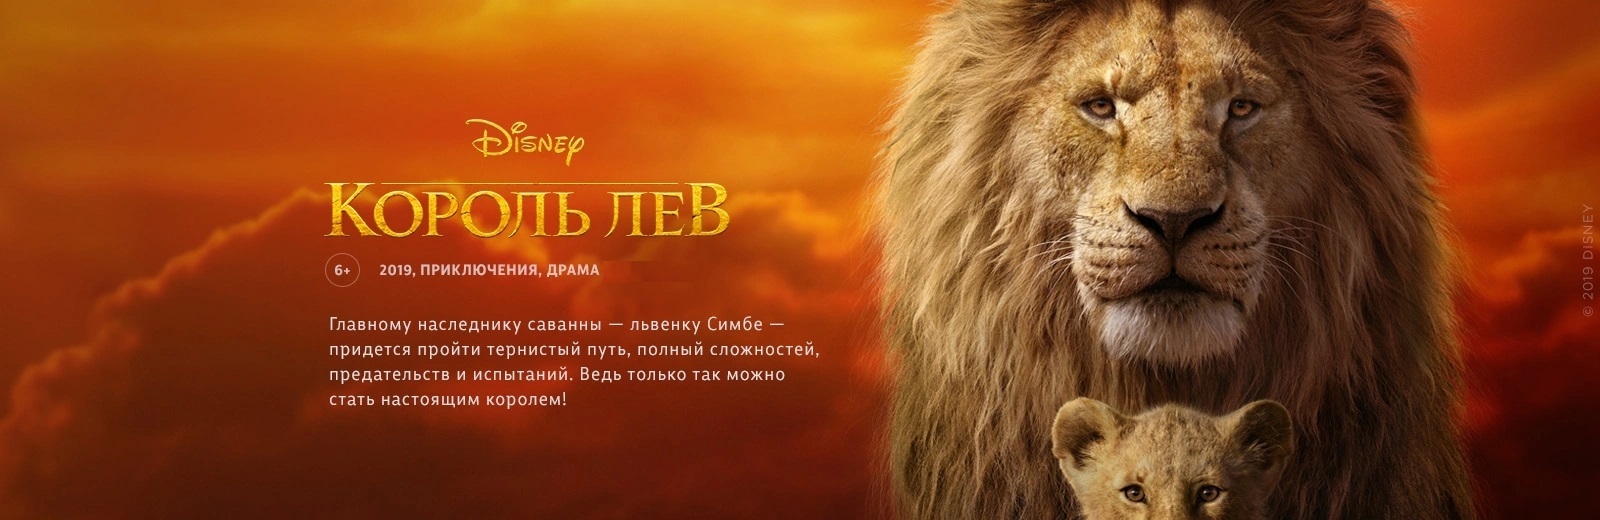 Disney
Король лев
6+ 2019, ПРИКЛЮЧЕНИЯ, ДРАМА
Главному наследнику саванны — львенку Симбе —
придется пройти тернистый путь, полный сложностей,
предательств и испытаний. Ведь только так можно
стать настоящим королем!
© 2019 DISNEY